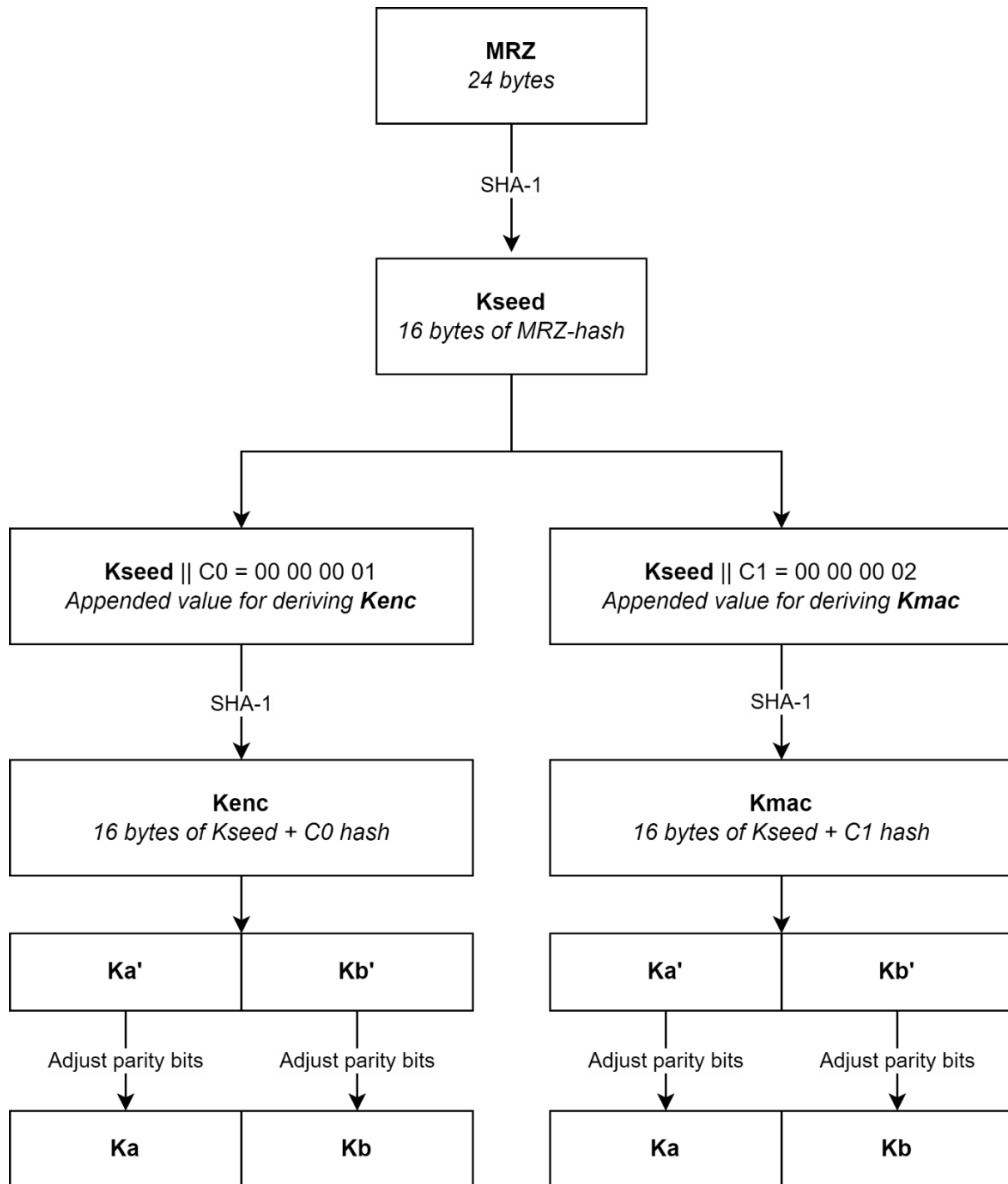 MRZ
24 bytes
SHA-1
Kseed
16 bytes of MRZ-hash
Kseed || C0 = 00 00 00 01
Appended value for deriving Kenc
Kseed || C1 = 00 00 00 02
Appended value for deriving Kmac
SHA-1
SHA-1
Kenc
16 bytes of Kseed + C0 hash
Kmac
16 bytes of Kseed + C1 hash
Ka'
Kb'
Ka'
Kb'
Adjust parity bits
Adjust parity bits
Adjust parity bits
Adjust parity bits
Ka
Kb
Ka
Kb